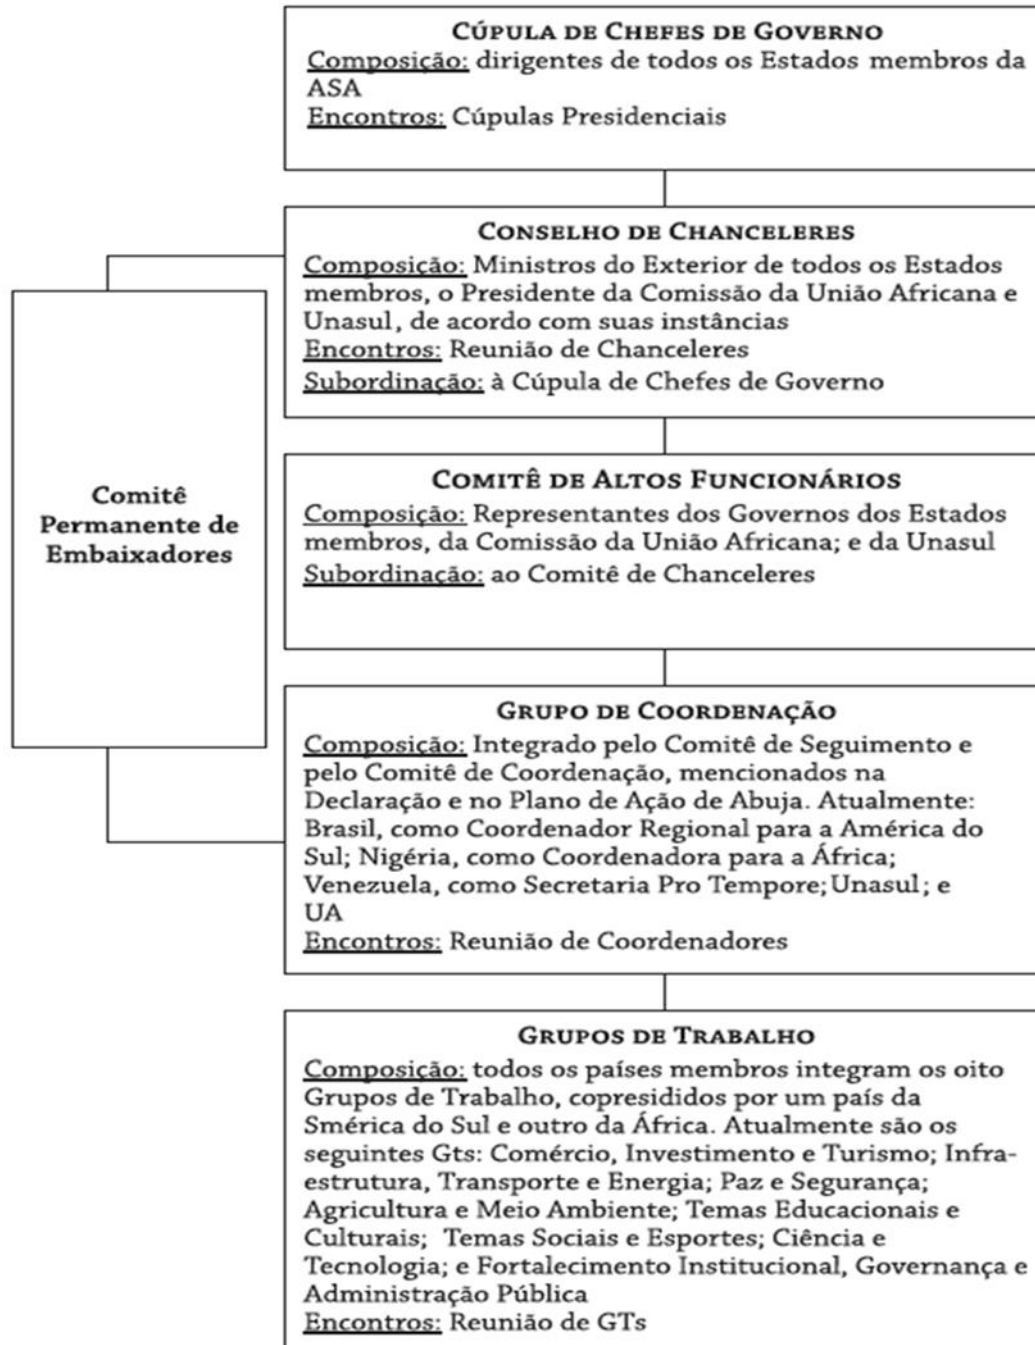 CÚPULA DE CHEFES DE GOVERNO
Composição: dirigentes de todos os Estados membros da
ASA
Encontros: Cúpulas Presidenciais
CONSELHO DE CHANCELERES
Composição: Ministros do Exterior de todos os Estados
membros, o Presidente da Comissão da União Africana e
Unasul, de acordo com suas instâncias
Encontros: Reunião de Chanceleres
Subordinação: à Cúpula de Chefes de Governo
Comitê
Permanente de
Embaixadores
COMITÊ DE ALTOS FUNCIONÁRIOS
Composição: Representantes dos Governos dos Estados
membros, da Comissão da União Africana; e da Unasul
Subordinação: ao Comitê de Chanceleres
GRUPO DE COORDENAÇÃO
Composição: Integrado pelo Comitê de Seguimento e
pelo Comitê de Coordenação, mencionados na
Declaração e no Plano de Ação de Abuja. Atualmente:
Brasil, como Coordenador Regional para a América do
Sul; Nigéria, como Coordenadora para a África;
Venezuela, como Secretaria Pro Tempore; Unasul; e
UA
Encontros: Reunião de Coordenadores
GRUPOS DE TRABALHO
Composição: todos os países membros integram os oito
Grupos de Trabalho, copresididos por um país da
Smérica do Sul e outro da África. Atualmente são os
seguintes Gts: Comércio, Investimento e Turismo; Infra-
estrutura, Transporte e Energia; Paz e Segurança;
Agricultura e Meio Ambiente; Temas Educacionais e
Culturais; Temas Sociais e Esportes; Ciência e
Tecnologia; e Fortalecimento Institucional, Governança e
Administração Pública
Encontros: Reunião de GTs